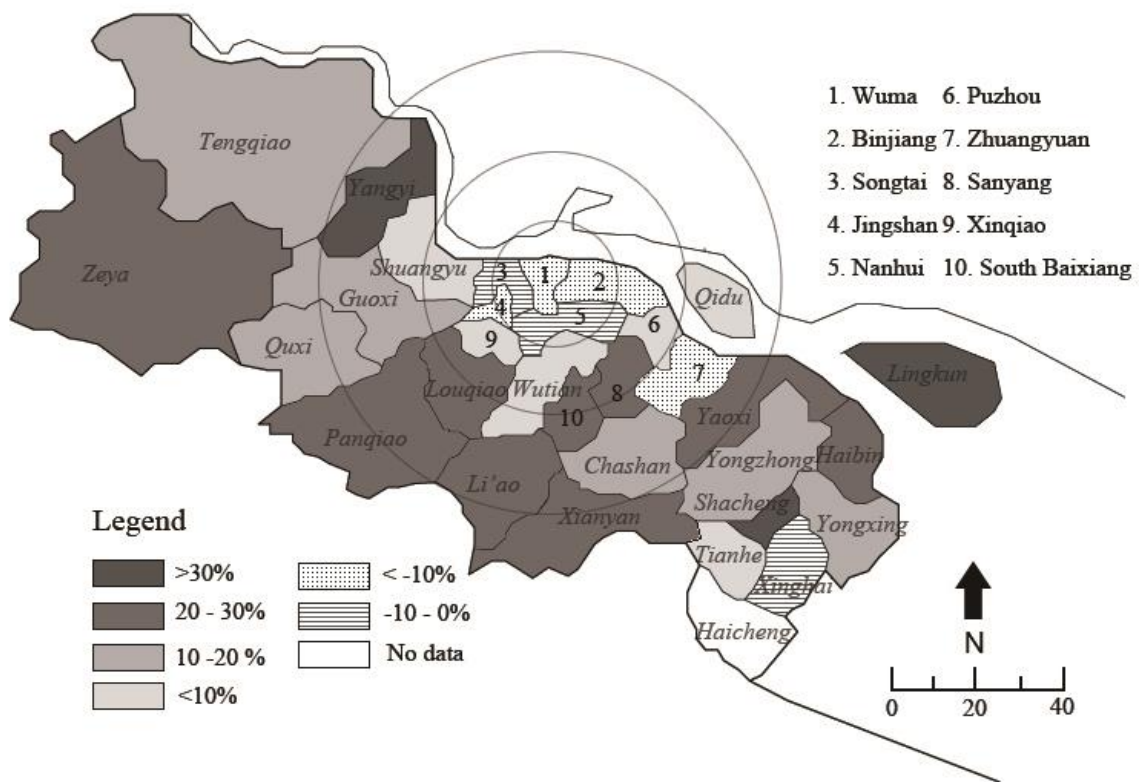 1. Wuma 6. Puzhou
2. Binjiang 7. Zhuangyuan
3. Songtai 8. Sanyang
4. Jingshan 9. Xinqiao
5. Nanhui 10. South Baixiang
Tengqiao
Yangyi
Zeya
Shuangyu
3
1
2
4
5
Guoxi
Qidu
6
9
Quxi
Lingkun
7
Louqiao
Wutian
8
10
Yaoxi
Panqiao
Chashan
Yongzhong
Haibin
Li'ao
Shacheng
Xianyan
Yongxing
Tianhe
Xinghai
Haicheng
Legend
>30%
20 - 30%
10 -20 %
<10%
< -10%
-10 - 0%
No data
N
0 20 40